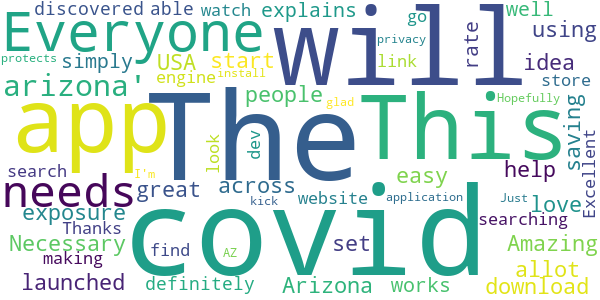 discovered able watch explains go well
Everyone will privacy rate using
protects simply USA start link
arizona' engine install people idea
app The This store
dev look glad Hopefully saving
search I'm easy help
needs great across Excellent
exposure covid website application love
Thanks kick Just searching
Necessary find AZ set Amazing
making allot
launched definitely Arizona works download